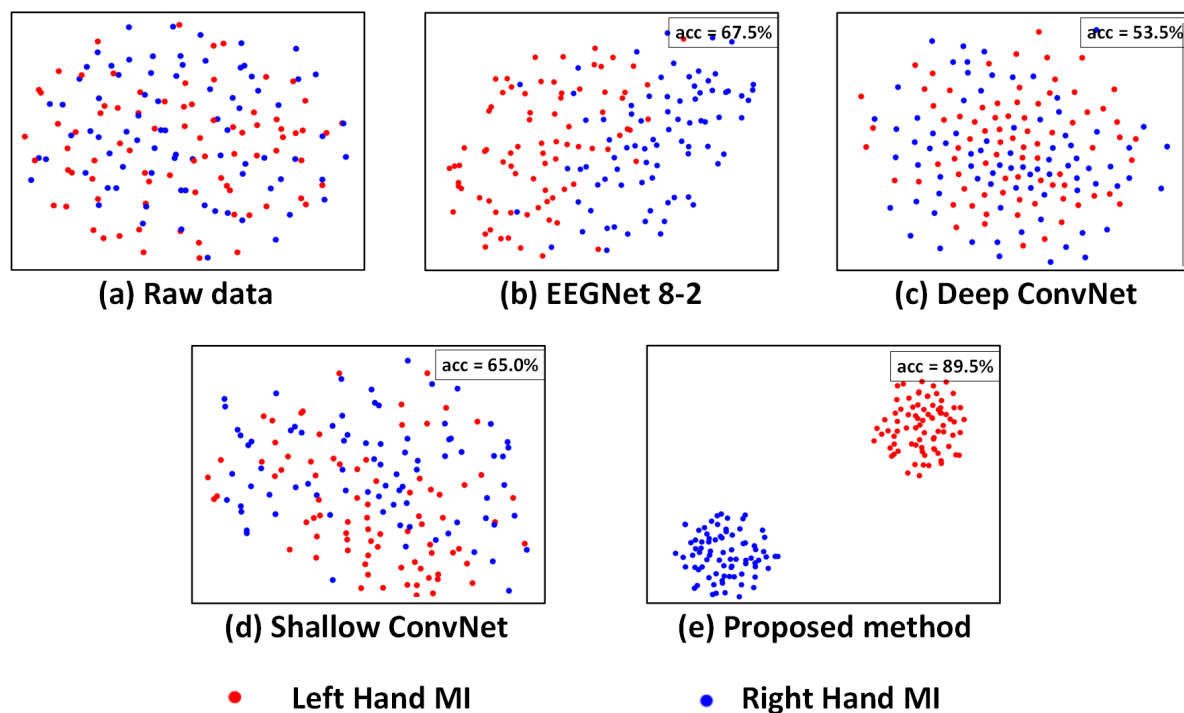 acc = 67.5%
acc = 53.5%
(a) Raw data
(b) EEGNet 8-2
(c) Deep ConvNet
acc = 65.0%
acc = 89.5%
(d) Shallow ConvNet
(e) Proposed method
Left Hand MI
Right Hand MI